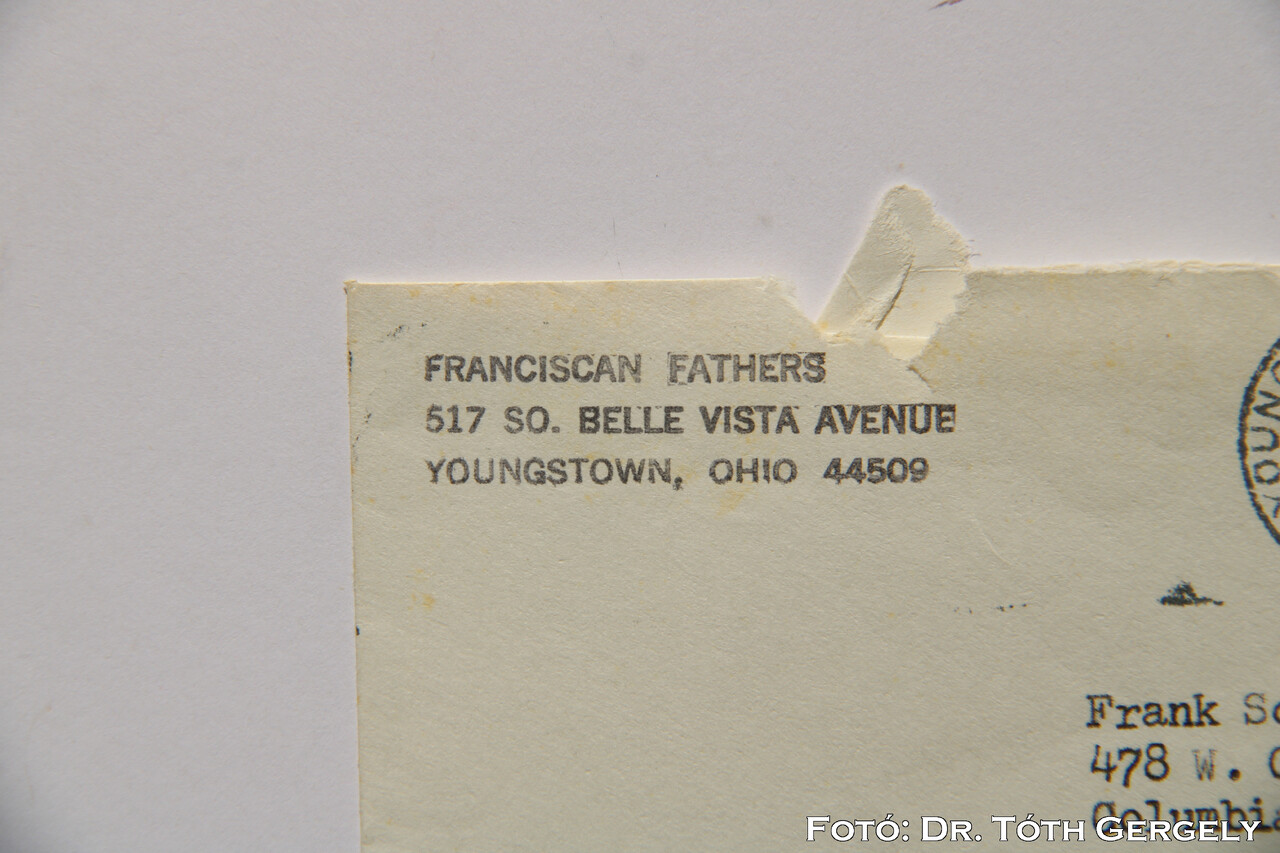 FRANCISCAN FATHERS
517 SO. BELLE VISTA AVENUE
YOUNGSTOWN, OHIO 44509
Frank
478 W.
Fotó: Dr. Tóth Gergely